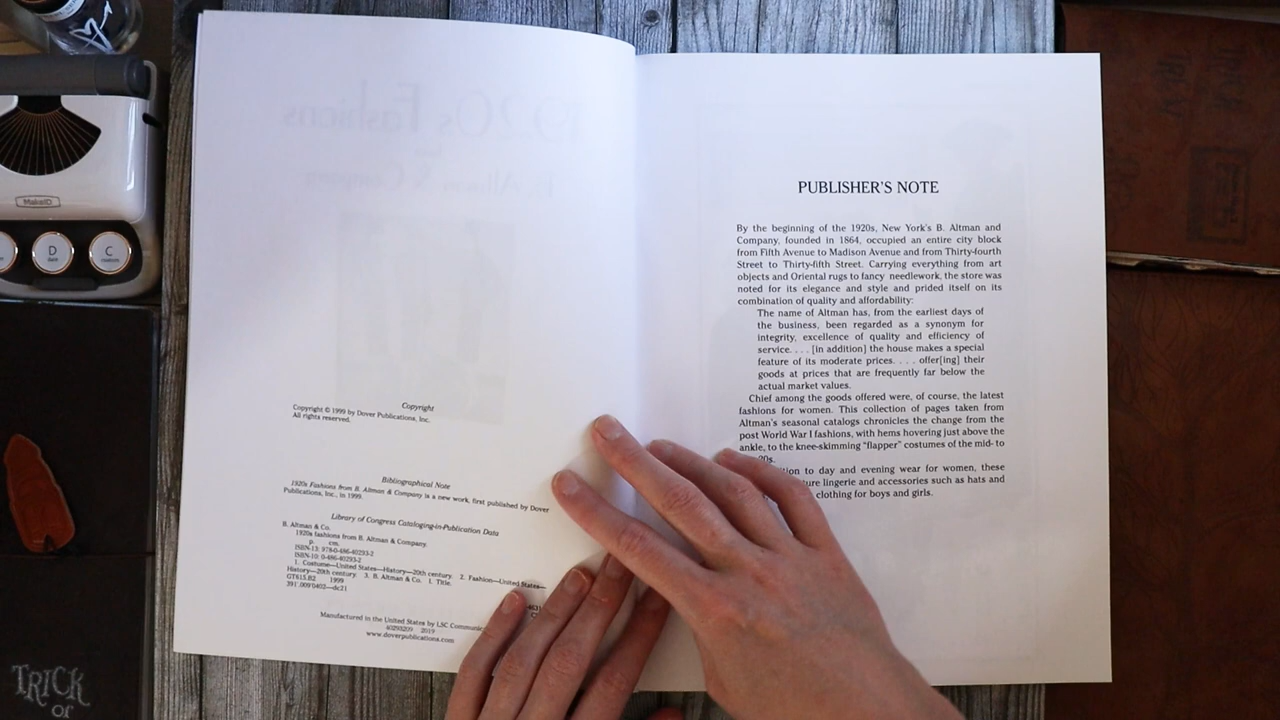 MakeID
D
date
C
TRICK
or
Copyright
Copyright © 1999 by Dover Publications, Inc.
All rights reserved.
Bibliographical Note
1920s Fashions from B. Altman & Company is a new work, first published by Dover
Publications, Inc., in 1999.
Library of Congress Cataloging-in-Publication Data
B. Altman & Co.
1920s fashions from B. Altman & Company.
p. cm.
ISBN-13: 978-0-486-40293-2
ISBN-10: 0-486-40293-2
1. Costume—United States—History—20th century. 2. Fashion—United States—
History—20th century. 3. B. Altman & Co. I. Title.
GT615.B2 1999
391'.009'0402—dc21
Manufactured in the United States by LSC
40293209 2019
www.doverpublications.com
PUBLISHER'S NOTE
By the beginning of the 1920s, New York's B. Altman and
Company, founded in 1864, occupied an entire city block
from Fifth Avenue to Madison Avenue and from Thirty-fourth
Street to Thirty-fifth Street. Carrying everything from art
objects and Oriental rugs to fancy needlework, the store was
noted for its elegance and style and prided itself on its
combination of quality and affordability:
The name of Altman has, from the earliest days of
the business, been regarded as a synonym for
integrity, excellence of quality and efficiency of
service. . . . [in addition] the house makes a special
feature of its moderate prices. . . . offer[ing] their
goods at prices that are frequently far below the
actual market values.
Chief among the goods offered were, of course, the latest
fashions for women. This collection of pages taken from
Altman's seasonal catalogs chronicles the change from the
post World War I fashions, with hems hovering just above the
ankle, to the knee-skimming "flapper" costumes of the mid- to
20s.
to day and evening wear for women, these
lingerie and accessories such as hats and
clothing for boys and girls.